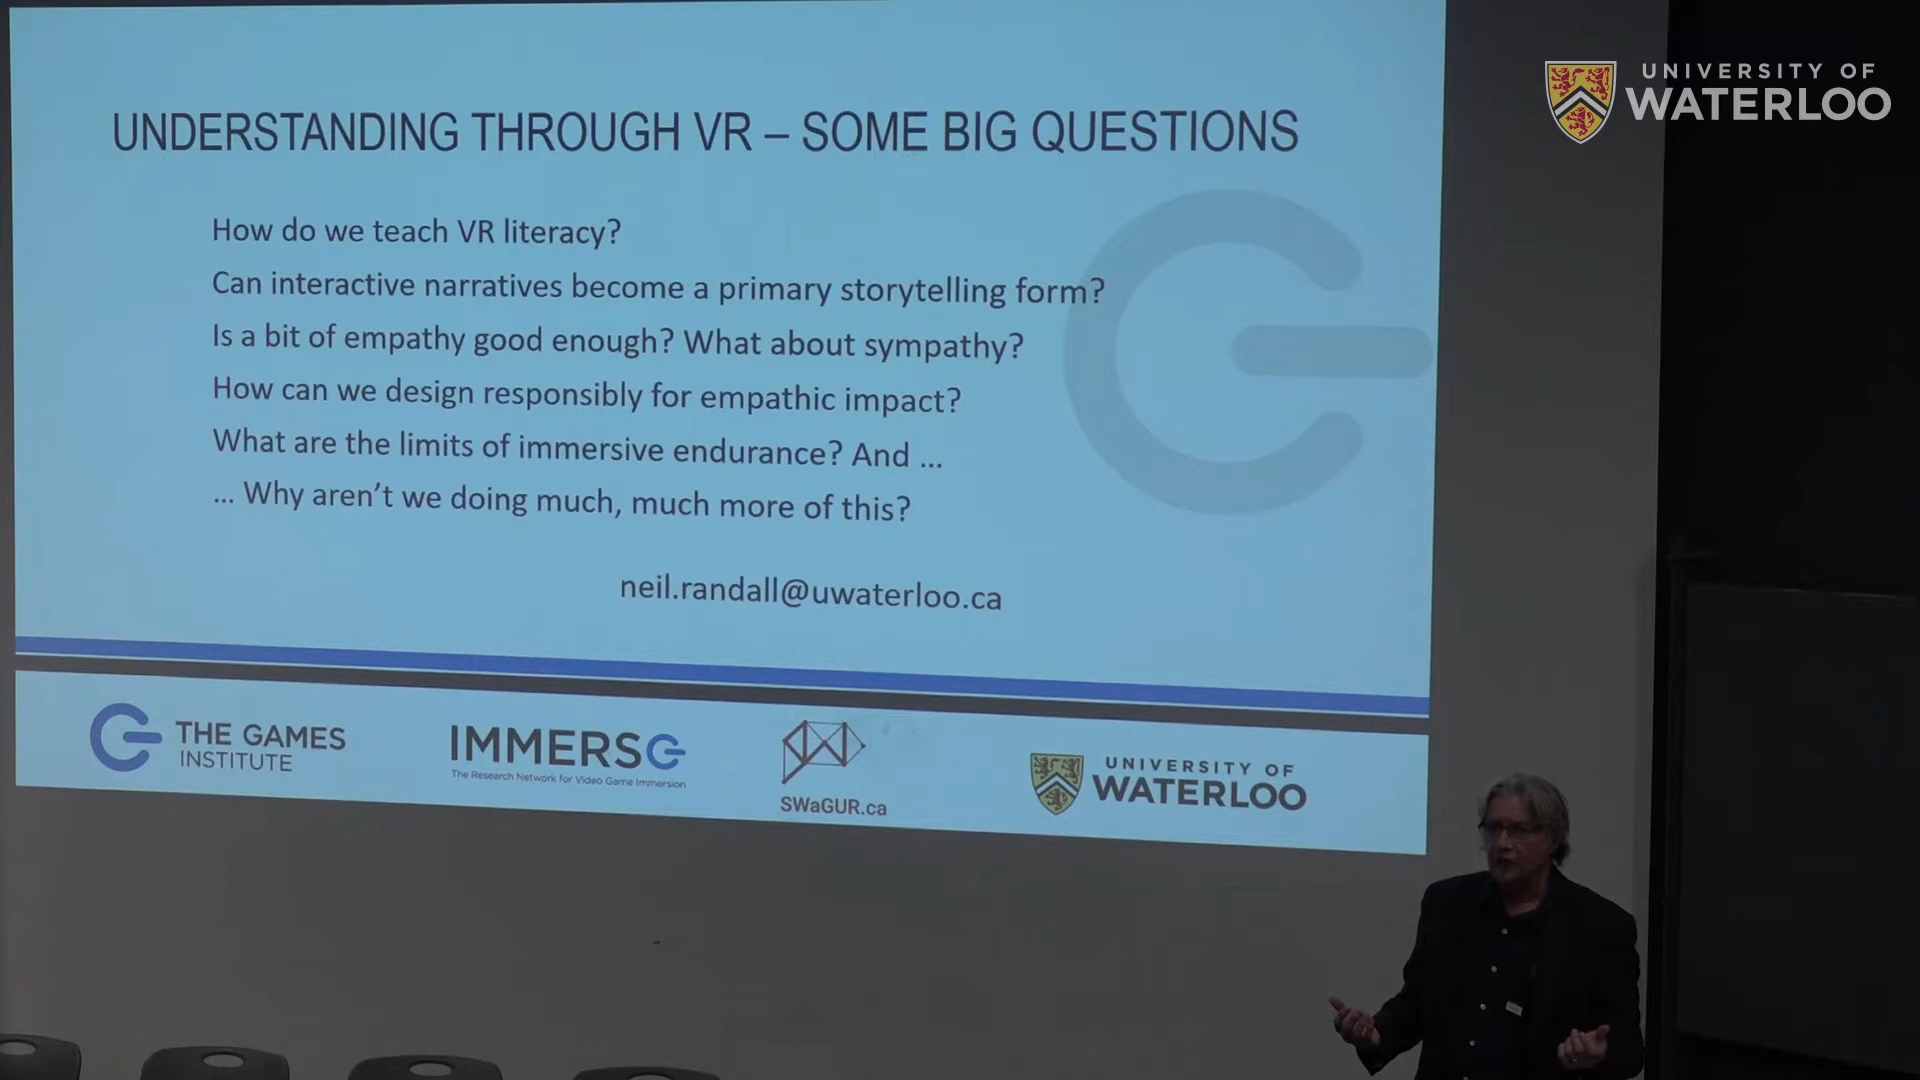 UNIVERSITY OF
WATERLOO
UNDERSTANDING THROUGH VR – SOME BIG QUESTIONS
How do we teach VR literacy?
Can interactive narratives become a primary storytelling form?
Is a bit of empathy good enough? What about sympathy?
How can we design responsibly for empathic impact?
What are the limits of immersive endurance? And ...
... Why aren't we doing much, much more of this?
neil.randall@uwaterloo.ca
THE GAMES
INSTITUTE
IMMERSe
The Research Network for Video Game Immersion
SWaGUR.ca
UNIVERSITY OF
WATERLOO